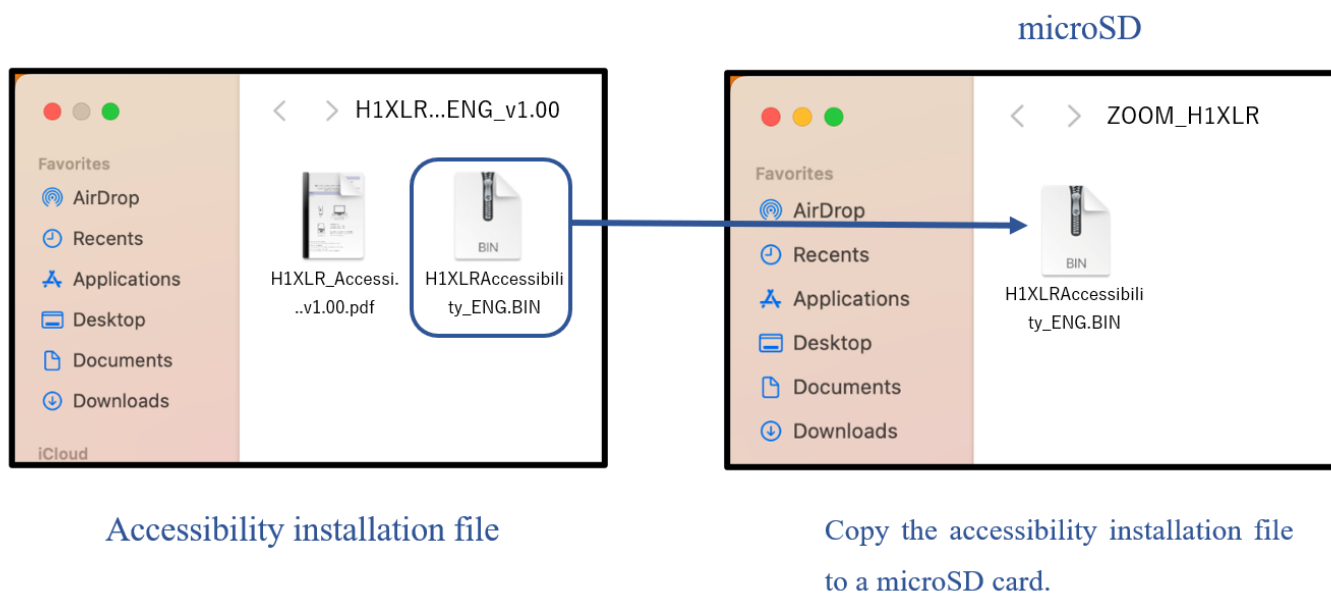 microSD
H1XLR...ENG_v1.00
Favorites
AirDrop
Recents
Applications
Desktop
Documents
Downloads
iCloud
H1XLR_Accessi.
..v1.00.pdf
BIN
H1XLRAccessibili
ty_ENG.BIN
ZOOM_H1XLR
Favorites
AirDrop
Recents
Applications
Desktop
Documents
Downloads
BIN
H1XLRAccessibili
ty_ENG.BIN
Accessibility installation file
Copy the accessibility installation file
to a microSD card.